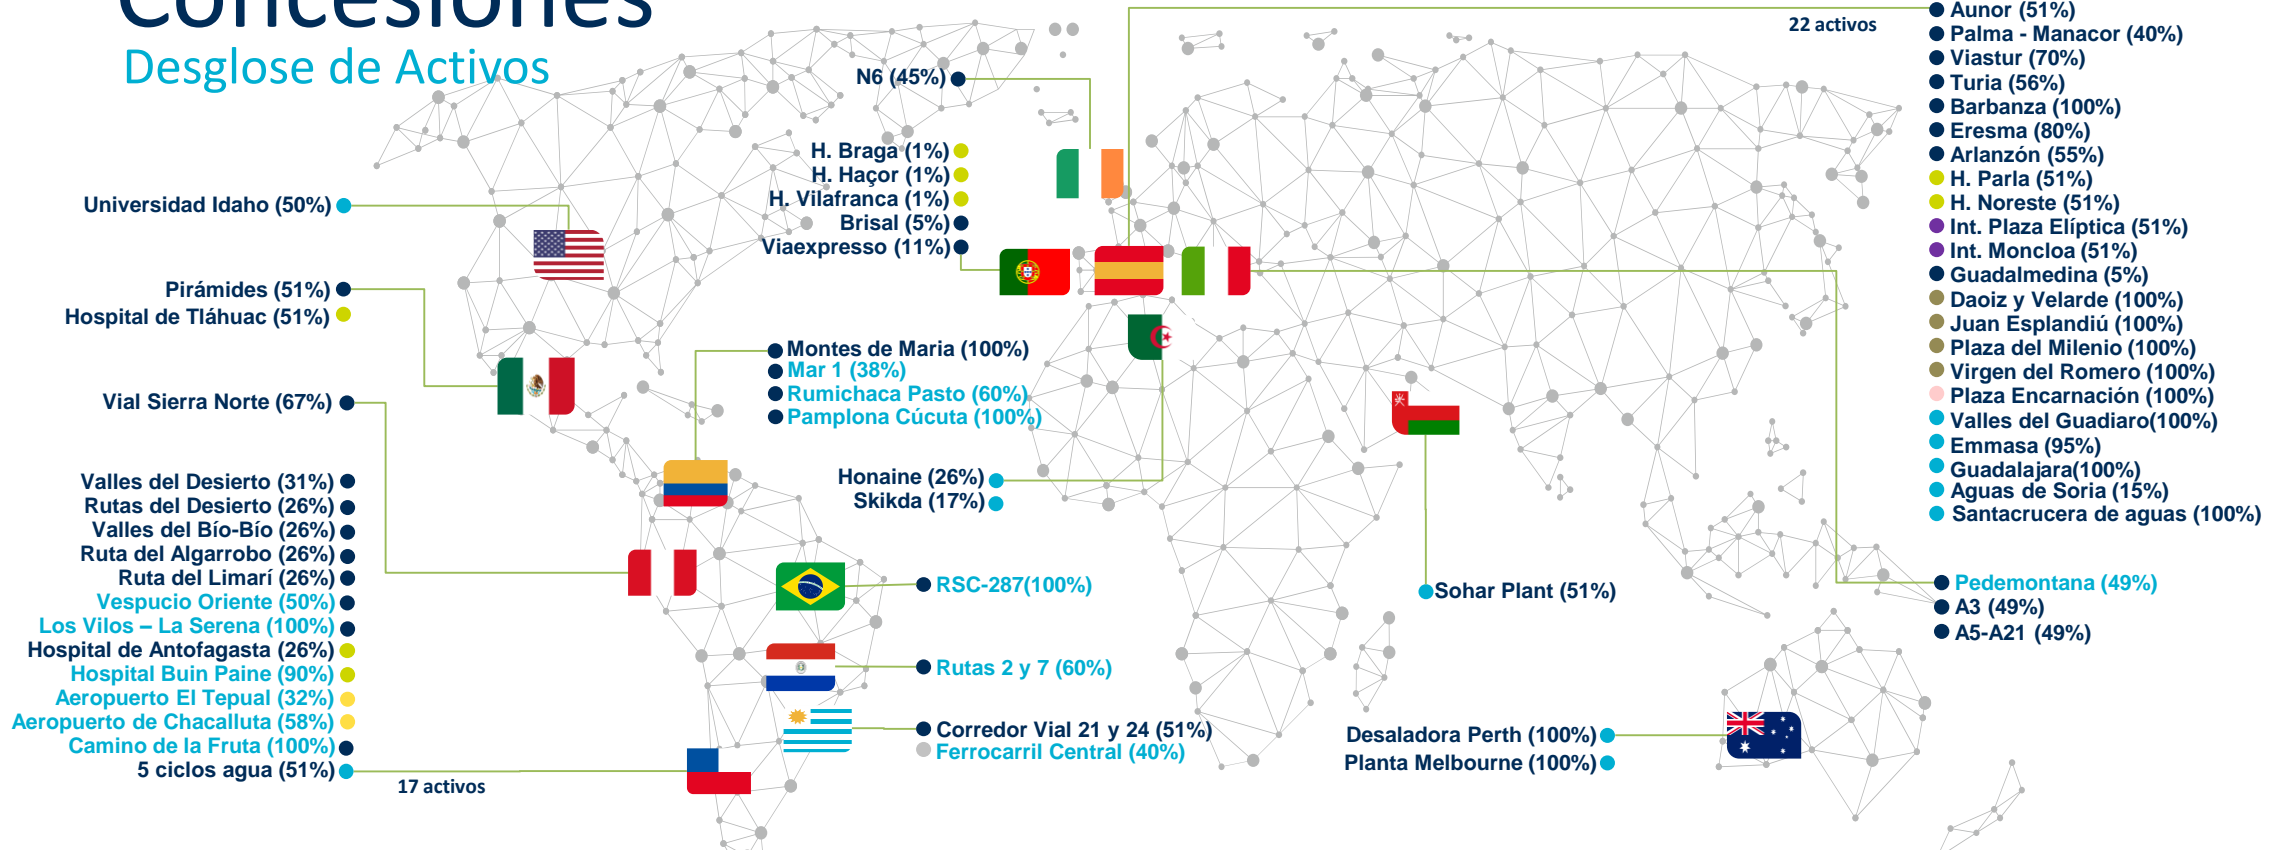 Concesiones
Desglose de Activos
Universidad Idaho (50%)
Pirámides (51%)
Hospital de Tláhuac (51%)
Vial Sierra Norte (67%)
Valles del Desierto (31%)
Rutas del Desierto (26%)
Valles del Bío-Bío (26%)
Ruta del Algarrobo (26%)
Ruta del Limarí (26%)
Vespucio Oriente (50%)
Los Vilos – La Serena (100%)
Hospital de Antofagasta (26%)
Hospital Buin Paine (90%)
Aeropuerto El Tepual (32%)
Aeropuerto de Chacalluta (58%)
Camino de la Fruta (100%)
5 ciclos agua (51%)
17 activos
N6 (45%)
H. Braga (1%)
H. Haçor (1%)
H. Vilafranca (1%)
Brisal (5%)
Viaexpresso (11%)
Montes de Maria (100%)
Mar 1 (38%)
Rumichaca Pasto (60%)
Pamplona Cúcuta (100%)
Honaine (26%)
Skikda (17%)
RSC-287(100%)
Rutas 2 y 7 (60%)
Corredor Vial 21 y 24 (51%)
Ferrocarril Central (40%)
Sohar Plant (51%)
Desaladora Perth (100%)
Planta Melbourne (100%)
22 activos
Aunor (51%)
Palma - Manacor (40%)
Viastur (70%)
Turia (56%)
Barbanza (100%)
Eresma (80%)
Arlanzón (55%)
H. Parla (51%)
H. Noreste (51%)
Int. Plaza Elíptica (51%)
Int. Moncloa (51%)
Guadalmedina (5%)
Daoiz y Velarde (100%)
Juan Esplandiú (100%)
Plaza del Milenio (100%)
Virgen del Romero (100%)
Plaza Encarnación (100%)
Valles del Guadiaro(100%)
Emmasa (95%)
Guadalajara(100%)
Aguas de Soria (15%)
Santacrucera de aguas (100%)
Pedemontana (49%)
A3 (49%)
A5-A21 (49%)